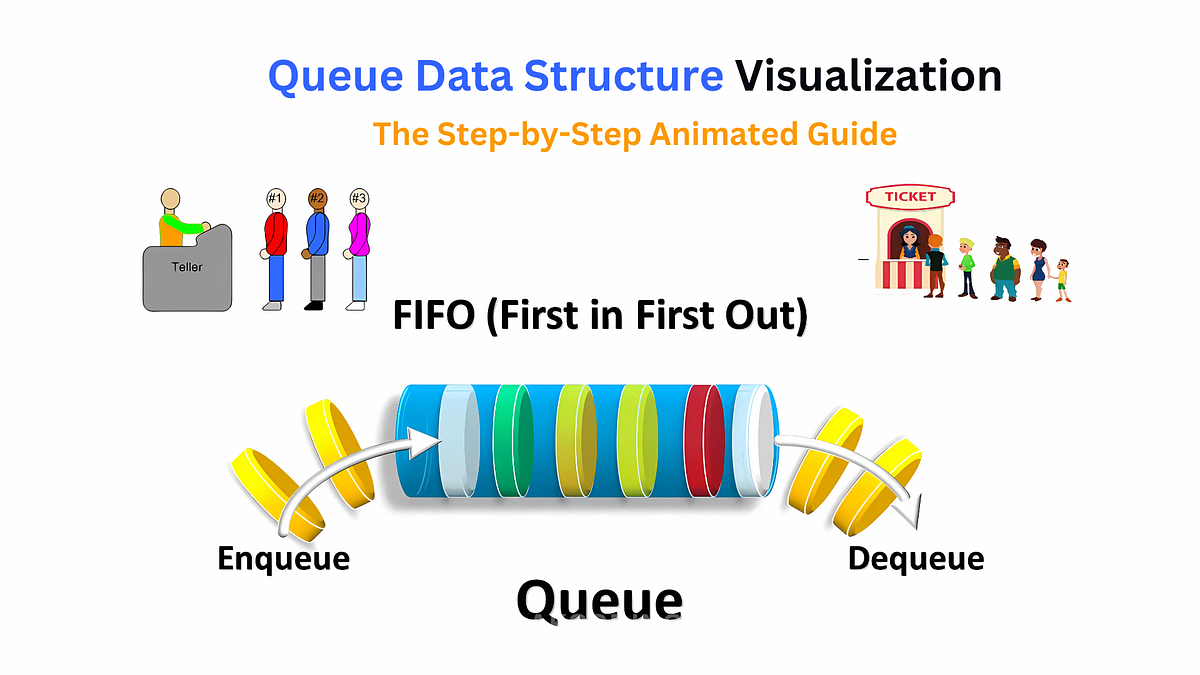 Queue Data Structure Visualization
The Step-by-Step Animated Guide
#1 #2 #3
Teller
TICKET
FIFO (First in First Out)
Enqueue
Dequeue
Queue